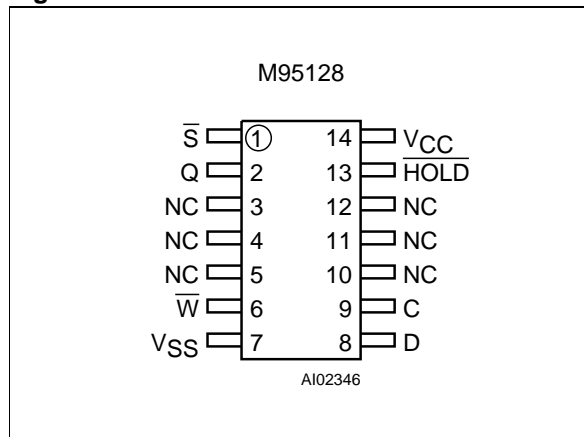 M95128
S̅ 1 14 VCC
Q 2 13 H̅O̅L̅D̅
NC 3 12 NC
NC 4 11 NC
NC 5 10 NC
W̅ 6 9 C
VSS 7 8 D
AI02346